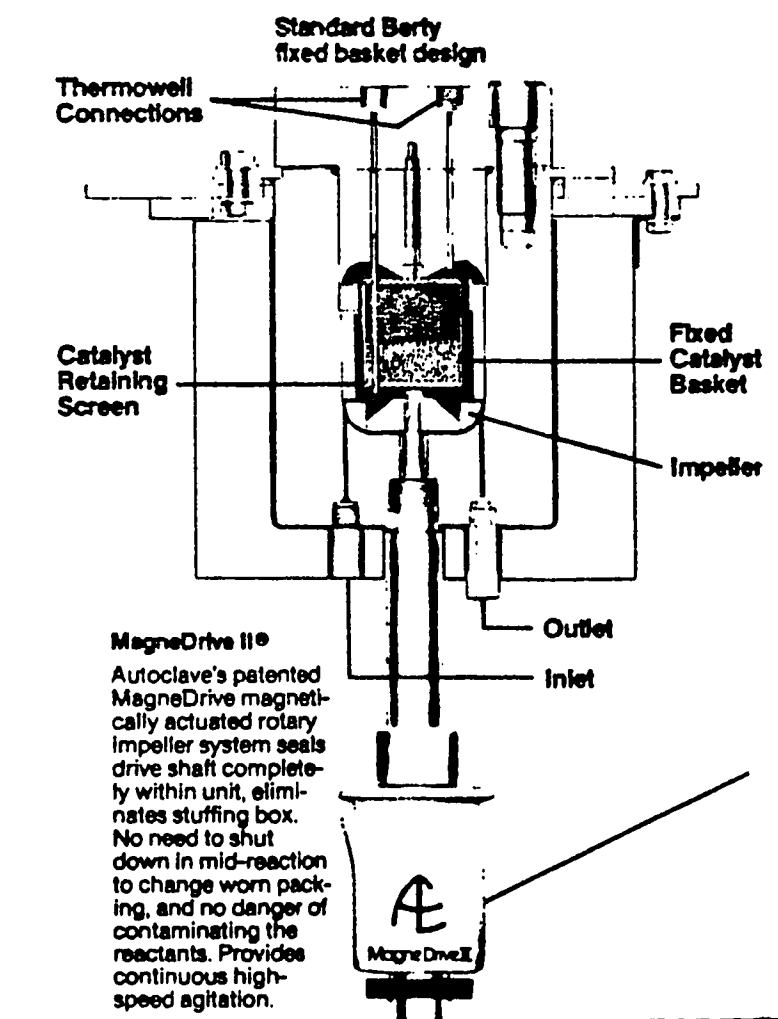 Standard Berty
fixed basket design
Thermowell
Connections
Catalyst
Retaining
Screen
Fixed
Catalyst
Basket
Impeller
Outlet
Inlet
MagneDrive II®
Autoclave's patented
MagneDrive magneti-
cally actuated rotary
impeller system seals
drive shaft complete-
ly within unit, elimi-
nates stuffing box.
No need to shut
down in mid-reaction
to change worn pack-
ing, and no danger of
contaminating the
reactants. Provides
continuous high-
speed agitation.
AE
MagneDrive II